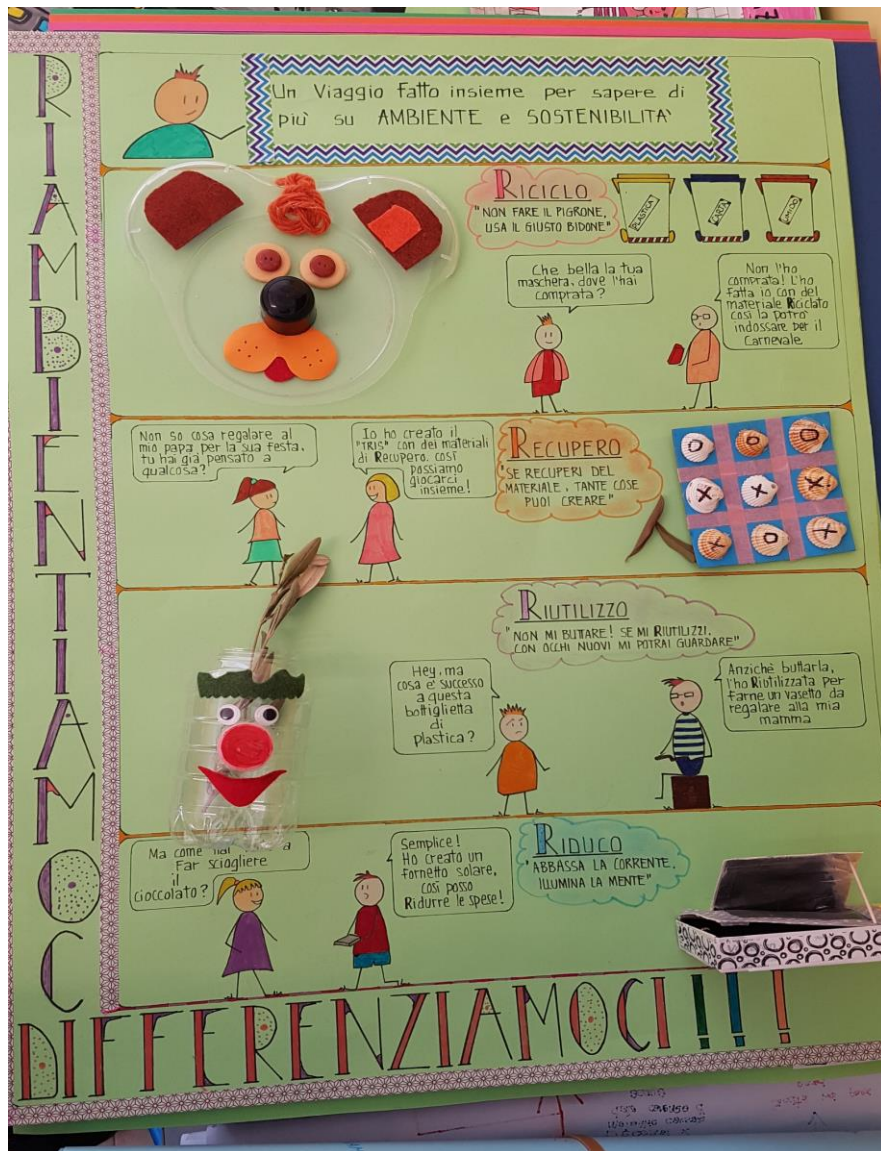 RIAMBIENTIAMOC
Un Viaggio Fatto insieme per sapere di
più su AMBIENTE e SOSTENIBILITA'
RICICLO
"NON FARE IL PIGRONE,
USA IL GIUSTO BIDONE"
PLASTICA
CARTA
UMIDO
Che bella la tua
maschera, dove l'hai
comprata?
Non l'ho
comprata! L'ho
fatta io con del
materiale Riciclato
così la potrò
indossare per il
Carnevale
Non so cosa regalare al
mio papà per la sua festa,
tu hai già pensato a
qualcosa?
Io ho creato il
"TRIS" con dei materiali
di Recupero, così
possiamo
giocarci
insieme!
RECUPERO
"SE RECUPERI DEL
MATERIALE, TANTE COSE
PUOI CREARE"
O O O
X X X
X O X
RIUTILIZZO
"NON MI BUTTARE! SE MI RIUTILIZZI,
CON OCCHI NUOVI MI POTRAI GUARDARE"
Hey, ma
cosa e' successo
a questa
bottiglietta
di
plastica?
Anzichè buttarla,
l'ho Riutilizzata per
farne un vasetto da
regalare alla mia
mamma
Ma come
Far sciogliere
il
cioccolato?
Semplice!
Ho creato un
fornetto solare,
così posso
Ridurre le spese!
RIDUCO
"ABBASSA LA CORRENTE,
ILLUMINA LA MENTE"
DIFFERENZIAMOCI!!!